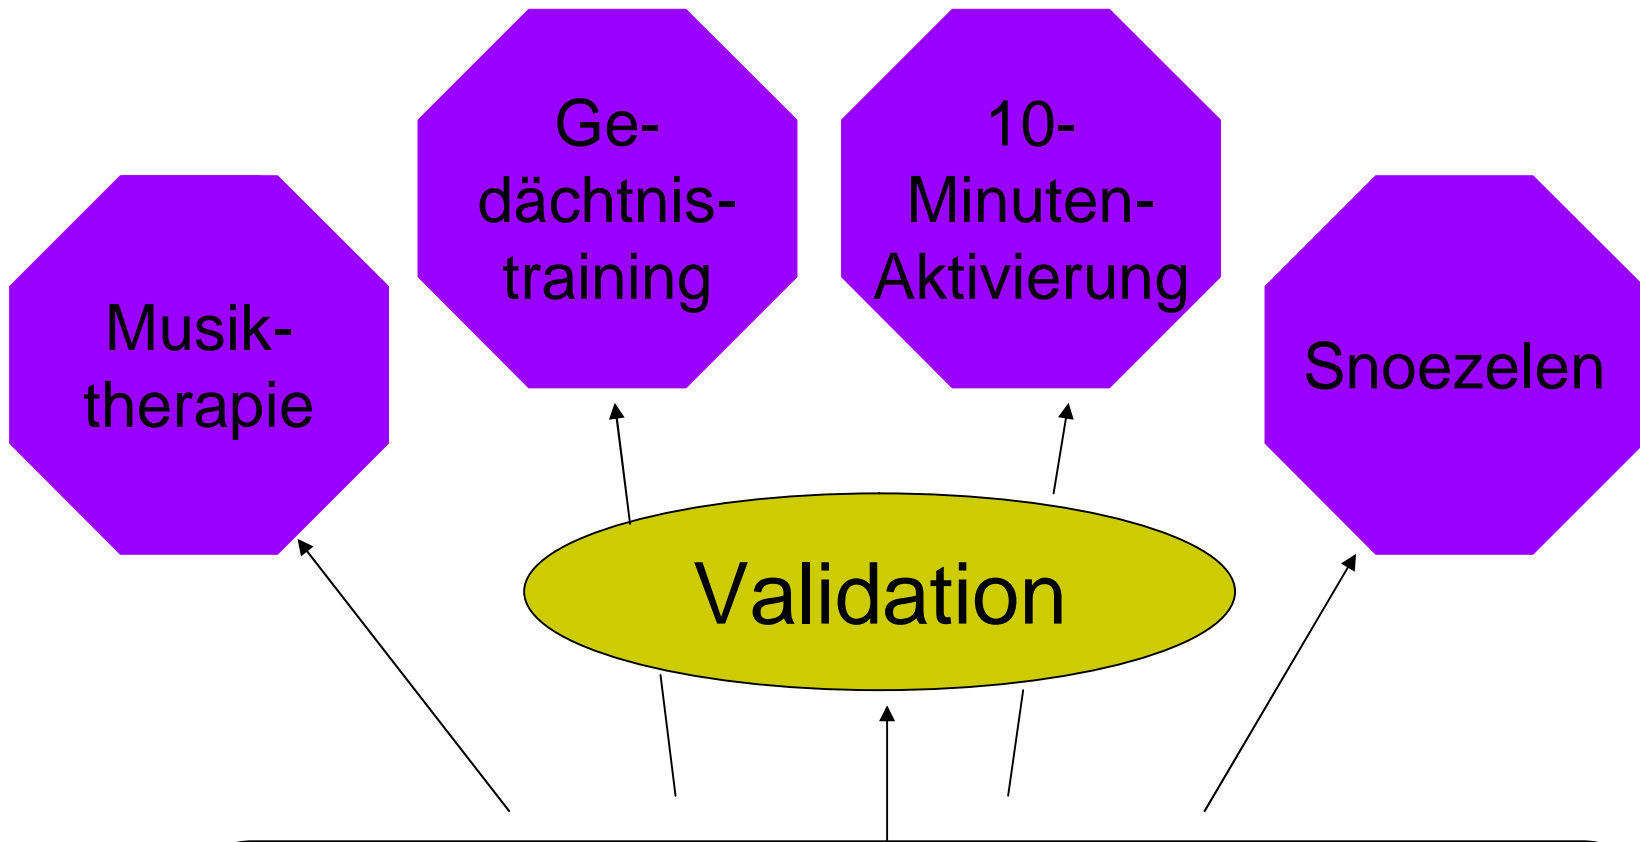 Ge-
dächtnis-
training
10-
Minuten-
Aktivierung
Musik-
therapie
Snoezelen
Validation